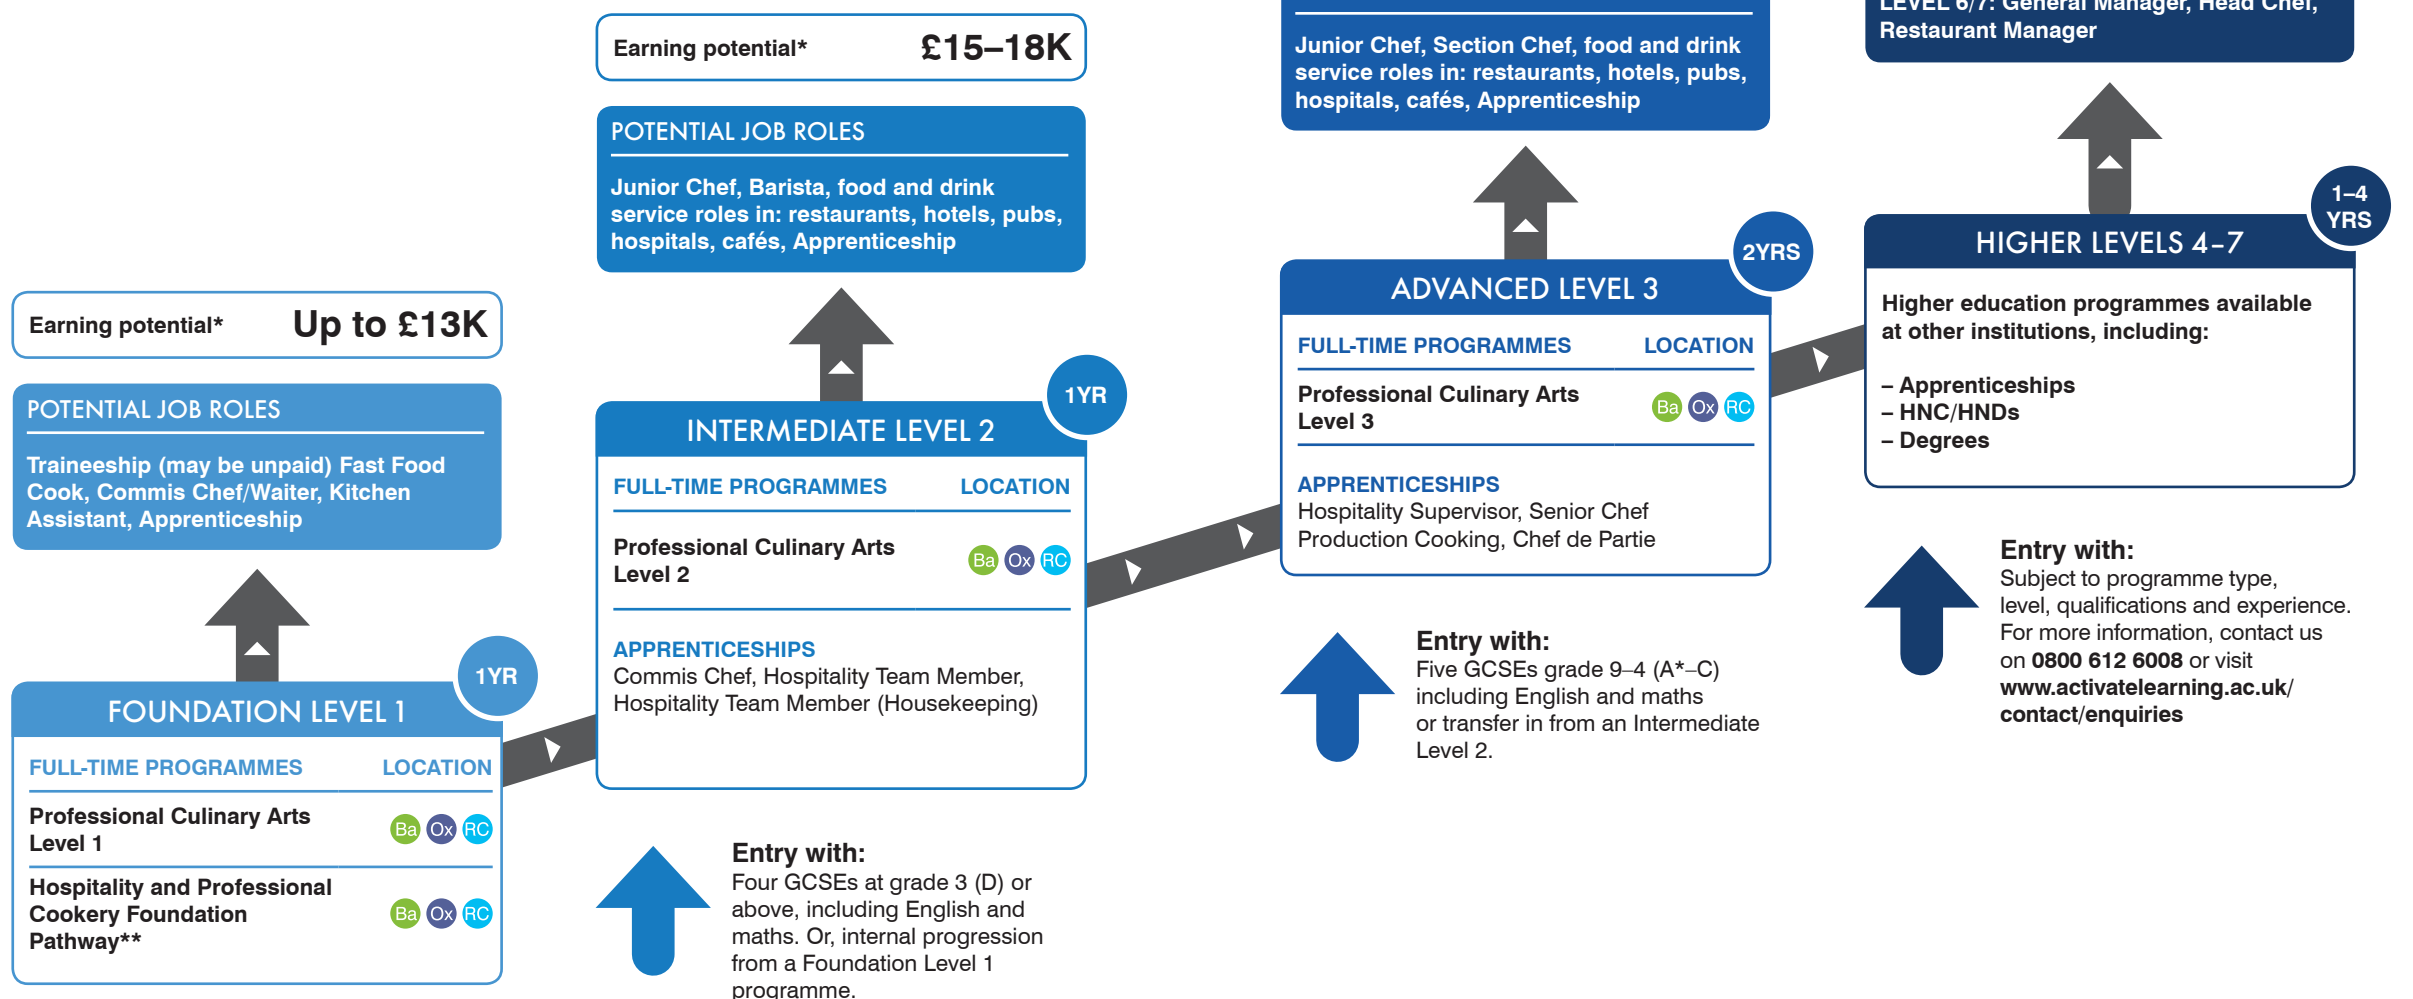 Earning potential* Up to £13K
POTENTIAL JOB ROLES
Traineeship (may be unpaid) Fast Food
Cook, Commis Chef/Waiter, Kitchen
Assistant, Apprenticeship
1YR
FOUNDATION LEVEL 1
FULL-TIME PROGRAMMES LOCATION
Professional Culinary Arts
Level 1
Ba Ox RC
Hospitality and Professional
Cookery Foundation
Pathway**
Ba Ox RC
Earning potential* £15–18K
POTENTIAL JOB ROLES
Junior Chef, Barista, food and drink
service roles in: restaurants, hotels, pubs,
hospitals, cafés, Apprenticeship
1YR
INTERMEDIATE LEVEL 2
FULL-TIME PROGRAMMES LOCATION
Professional Culinary Arts
Level 2
Ba Ox RC
APPRENTICESHIPS
Commis Chef, Hospitality Team Member,
Hospitality Team Member (Housekeeping)
Entry with:
Four GCSEs at grade 3 (D) or
above, including English and
maths. Or, internal progression
from a Foundation Level 1
programme.
Junior Chef, Section Chef, food and drink
service roles in: restaurants, hotels, pubs,
hospitals, cafés, Apprenticeship
2YRS
ADVANCED LEVEL 3
FULL-TIME PROGRAMMES LOCATION
Professional Culinary Arts
Level 3
Ba Ox RC
APPRENTICESHIPS
Hospitality Supervisor, Senior Chef
Production Cooking, Chef de Partie
Entry with:
Five GCSEs grade 9–4 (A*–C)
including English and maths
or transfer in from an Intermediate
Level 2.
LEVEL 6/7: General Manager, Head Chef,
Restaurant Manager
1–4
YRS
HIGHER LEVELS 4–7
Higher education programmes available
at other institutions, including:
– Apprenticeships
– HNC/HNDs
– Degrees
Entry with:
Subject to programme type,
level, qualifications and experience.
For more information, contact us
on 0800 612 6008 or visit
www.activatelearning.ac.uk/
contact/enquiries